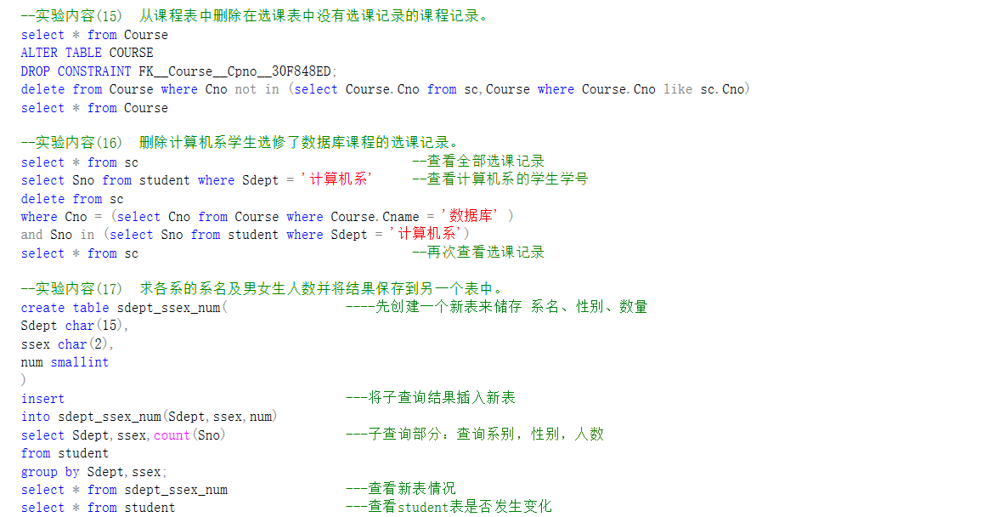 --实验内容(15)  从课程表中删除在选课表中没有选课记录的课程记录。
select * from Course
ALTER TABLE COURSE
DROP CONSTRAINT FK__Course__Cpno__30F848ED;
delete from Course where Cno not in (select Course.Cno from sc,Course where Course.Cno like sc.Cno)
select * from Course
--实验内容(16)  删除计算机系学生选修了数据库课程的选课记录。
select * from sc  --查看全部选课记录
select Sno from student where Sdept = '计算机系'  --查看计算机系的学生学号
delete from sc
where Cno = (select Cno from Course where Course.Cname = '数据库' )
and Sno in (select Sno from student where Sdept = '计算机系')
select * from sc  --再次查看选课记录
--实验内容(17)  求各系的系名及男女生人数并将结果保存到另一个表中。
create table sdept_ssex_num(  ----先创建一个新表来储存 系名、性别、数量
Sdept char(15),
ssex char(2),
num smallint
)
insert  ---将子查询结果插入新表
into sdept_ssex_num(Sdept,ssex,num)
select Sdept,ssex,count(Sno)  ---子查询部分：查询系别，性别，人数
from student
group by Sdept,ssex;
select * from sdept_ssex_num  ---查看新表情况
select * from student  ---查看student表是否发生变化